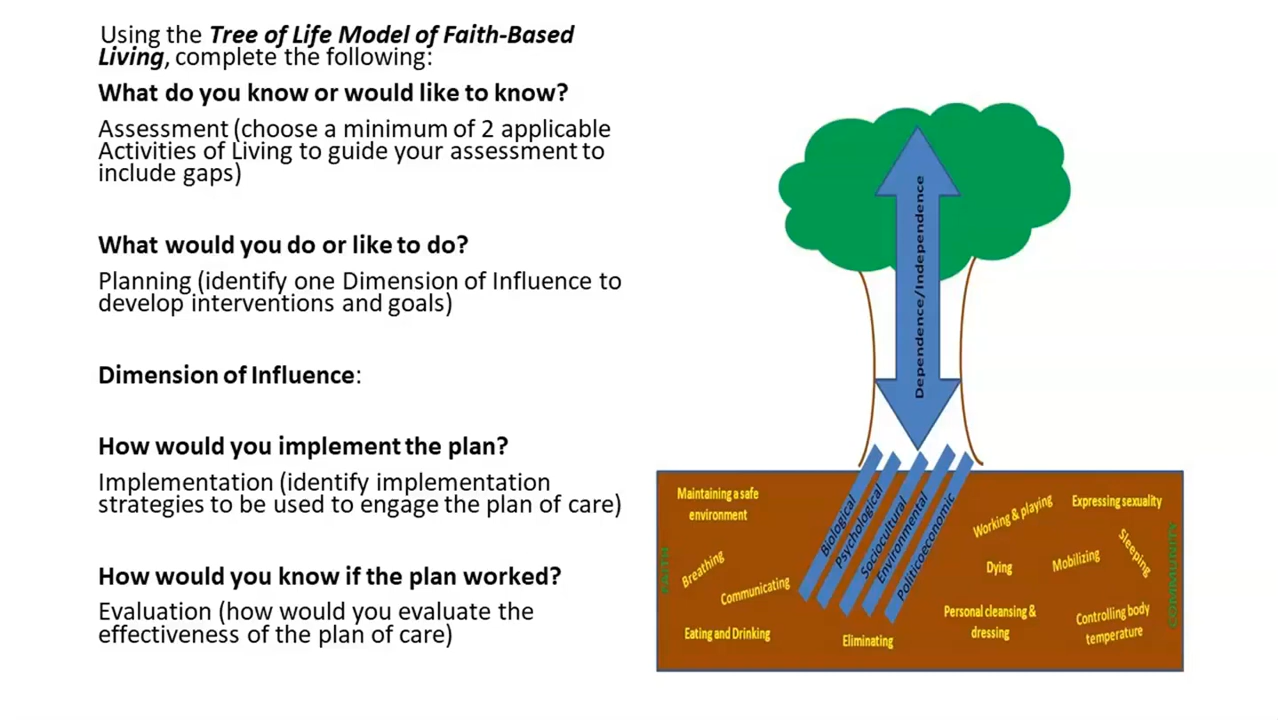 Using the Tree of Life Model of Faith-Based
Living, complete the following:
What do you know or would like to know?
Assessment (choose a minimum of 2 applicable
Activities of Living to guide your assessment to
include gaps)
What would you do or like to do?
Planning (identify one Dimension of Influence to
develop interventions and goals)
Dimension of Influence:
How would you implement the plan?
Implementation (identify implementation
strategies to be used to engage the plan of care)
How would you know if the plan worked?
Evaluation (how would you evaluate the
effectiveness of the plan of care)
Dependence/Independence
Maintaining a safe
environment
Breathing
Communicating
Eating and Drinking
FAITH
Biological
Psychological
Sociocultural
Environmental
Politicoeconomic
Eliminating
Working & playing
Expressing sexuality
Sleeping
Dying
Mobilizing
Personal cleansing &
dressing
Controlling body
temperature
COMMUNITY